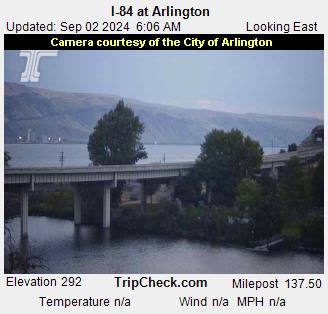 I-84 at Arlington
Updated: Sep 02 2024 6:06 AM Looking East
Camera courtesy of the City of Arlington
Elevation 292 TripCheck.com Milepost 137.50
Temperature n/a Wind n/a MPH n/a